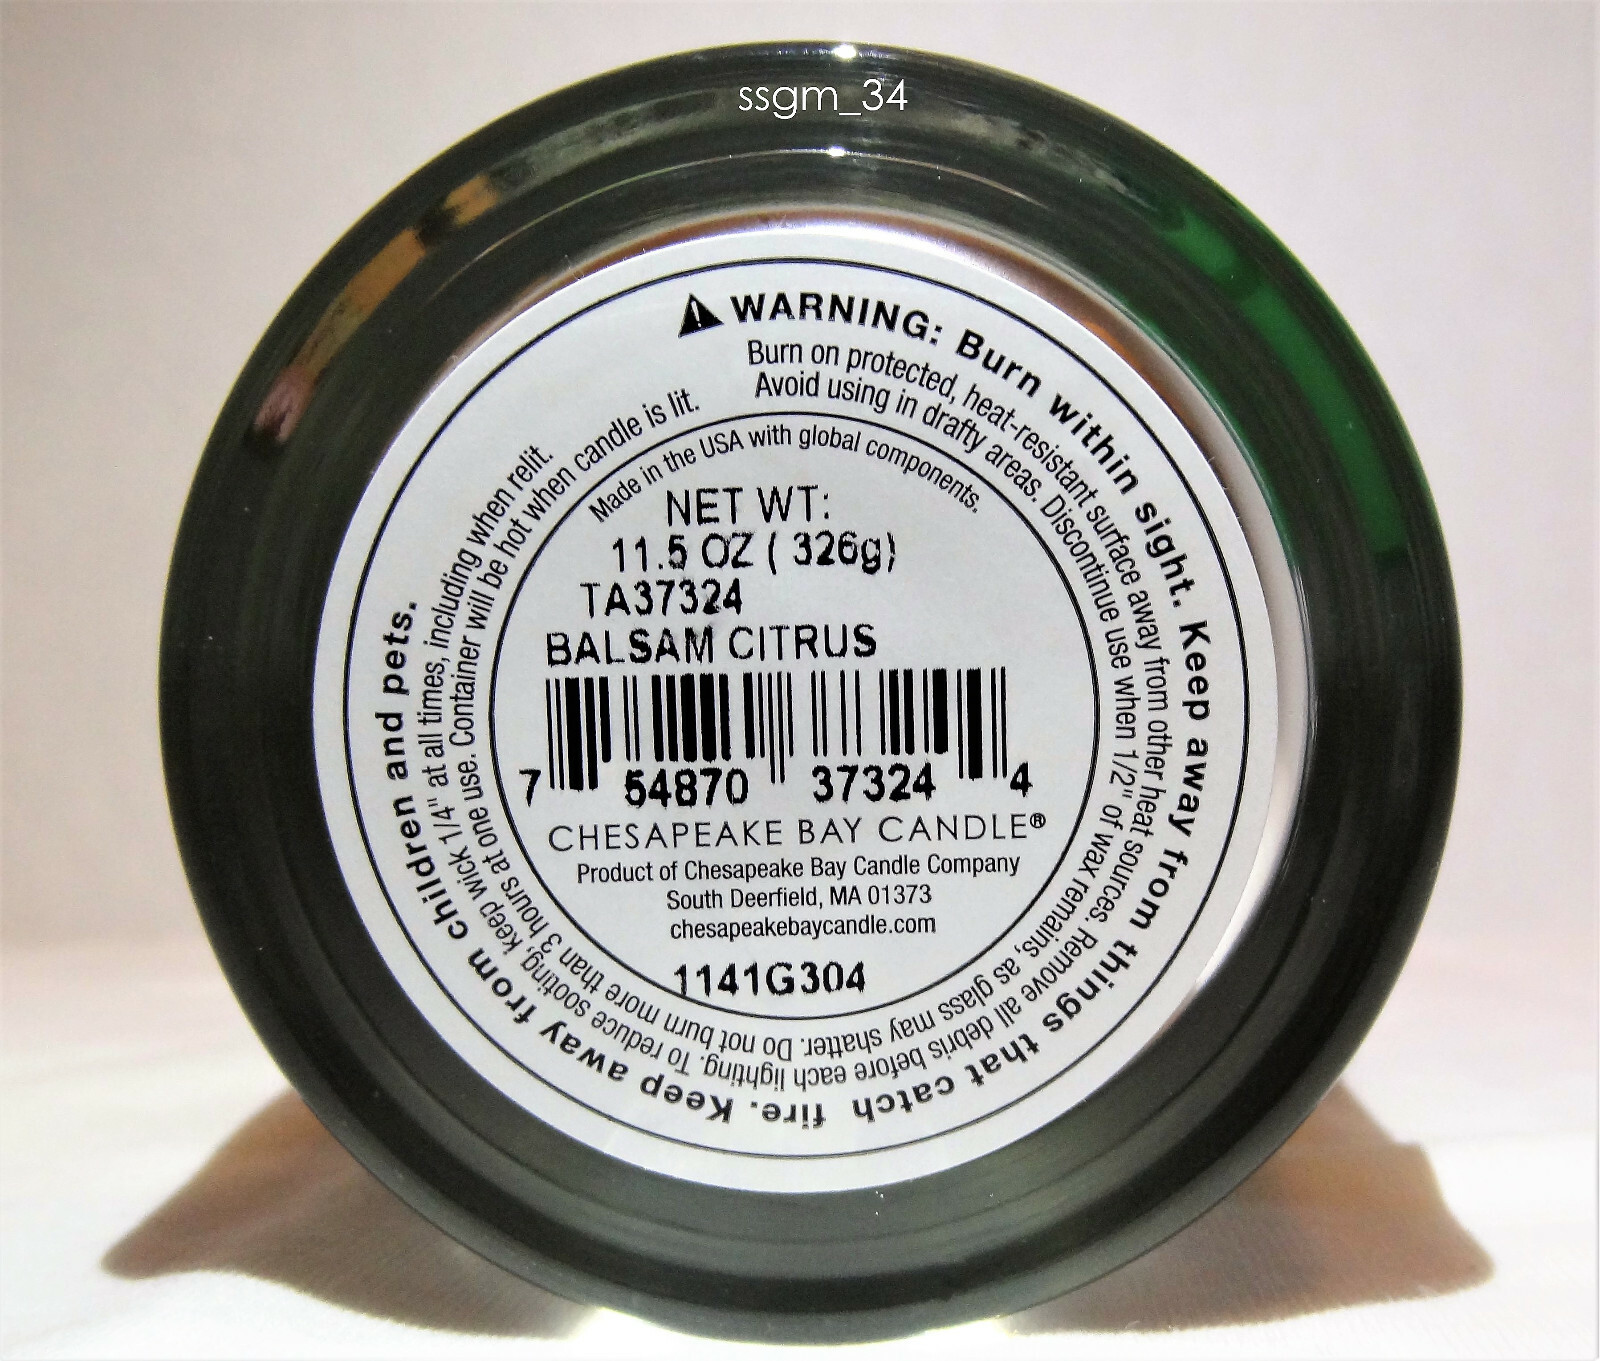 ssgm_34
WARNING: Burn within sight. Keep away from things that catch fire. Keep away from children and pets.
Burn on protected, heat-resistant surface away from other heat sources. Remove all debris before each lighting. To reduce sooting, keep wick 1/4" at all times, including when relit.
Avoid using in drafty areas. Discontinue use when 1/2" of wax remains, as glass may shatter. Do not burn more than 3 hours at one use. Container will be hot when candle is lit.
Made in the USA with global components.
NET WT:
11.5 OZ ( 326g)
TA37324
BALSAM CITRUS
7 54870 37324 4
CHESAPEAKE BAY CANDLE®
Product of Chesapeake Bay Candle Company
South Deerfield, MA 01373
chesapeakebaycandle.com
1141G304